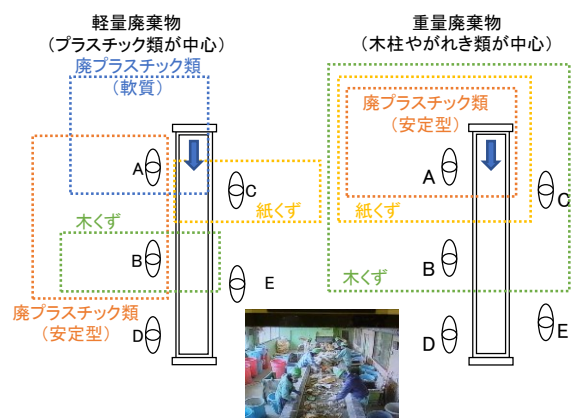 軽量廃棄物
（プラスチック類が中心）
廃プラスチック類
（軟質）
A
C
紙くず
木くず
B
E
廃プラスチック類
（安定型）
D
重量廃棄物
（木柱やがれき類が中心）
廃プラスチック類
（安定型）
A
C
紙くず
B
木くず
D
E